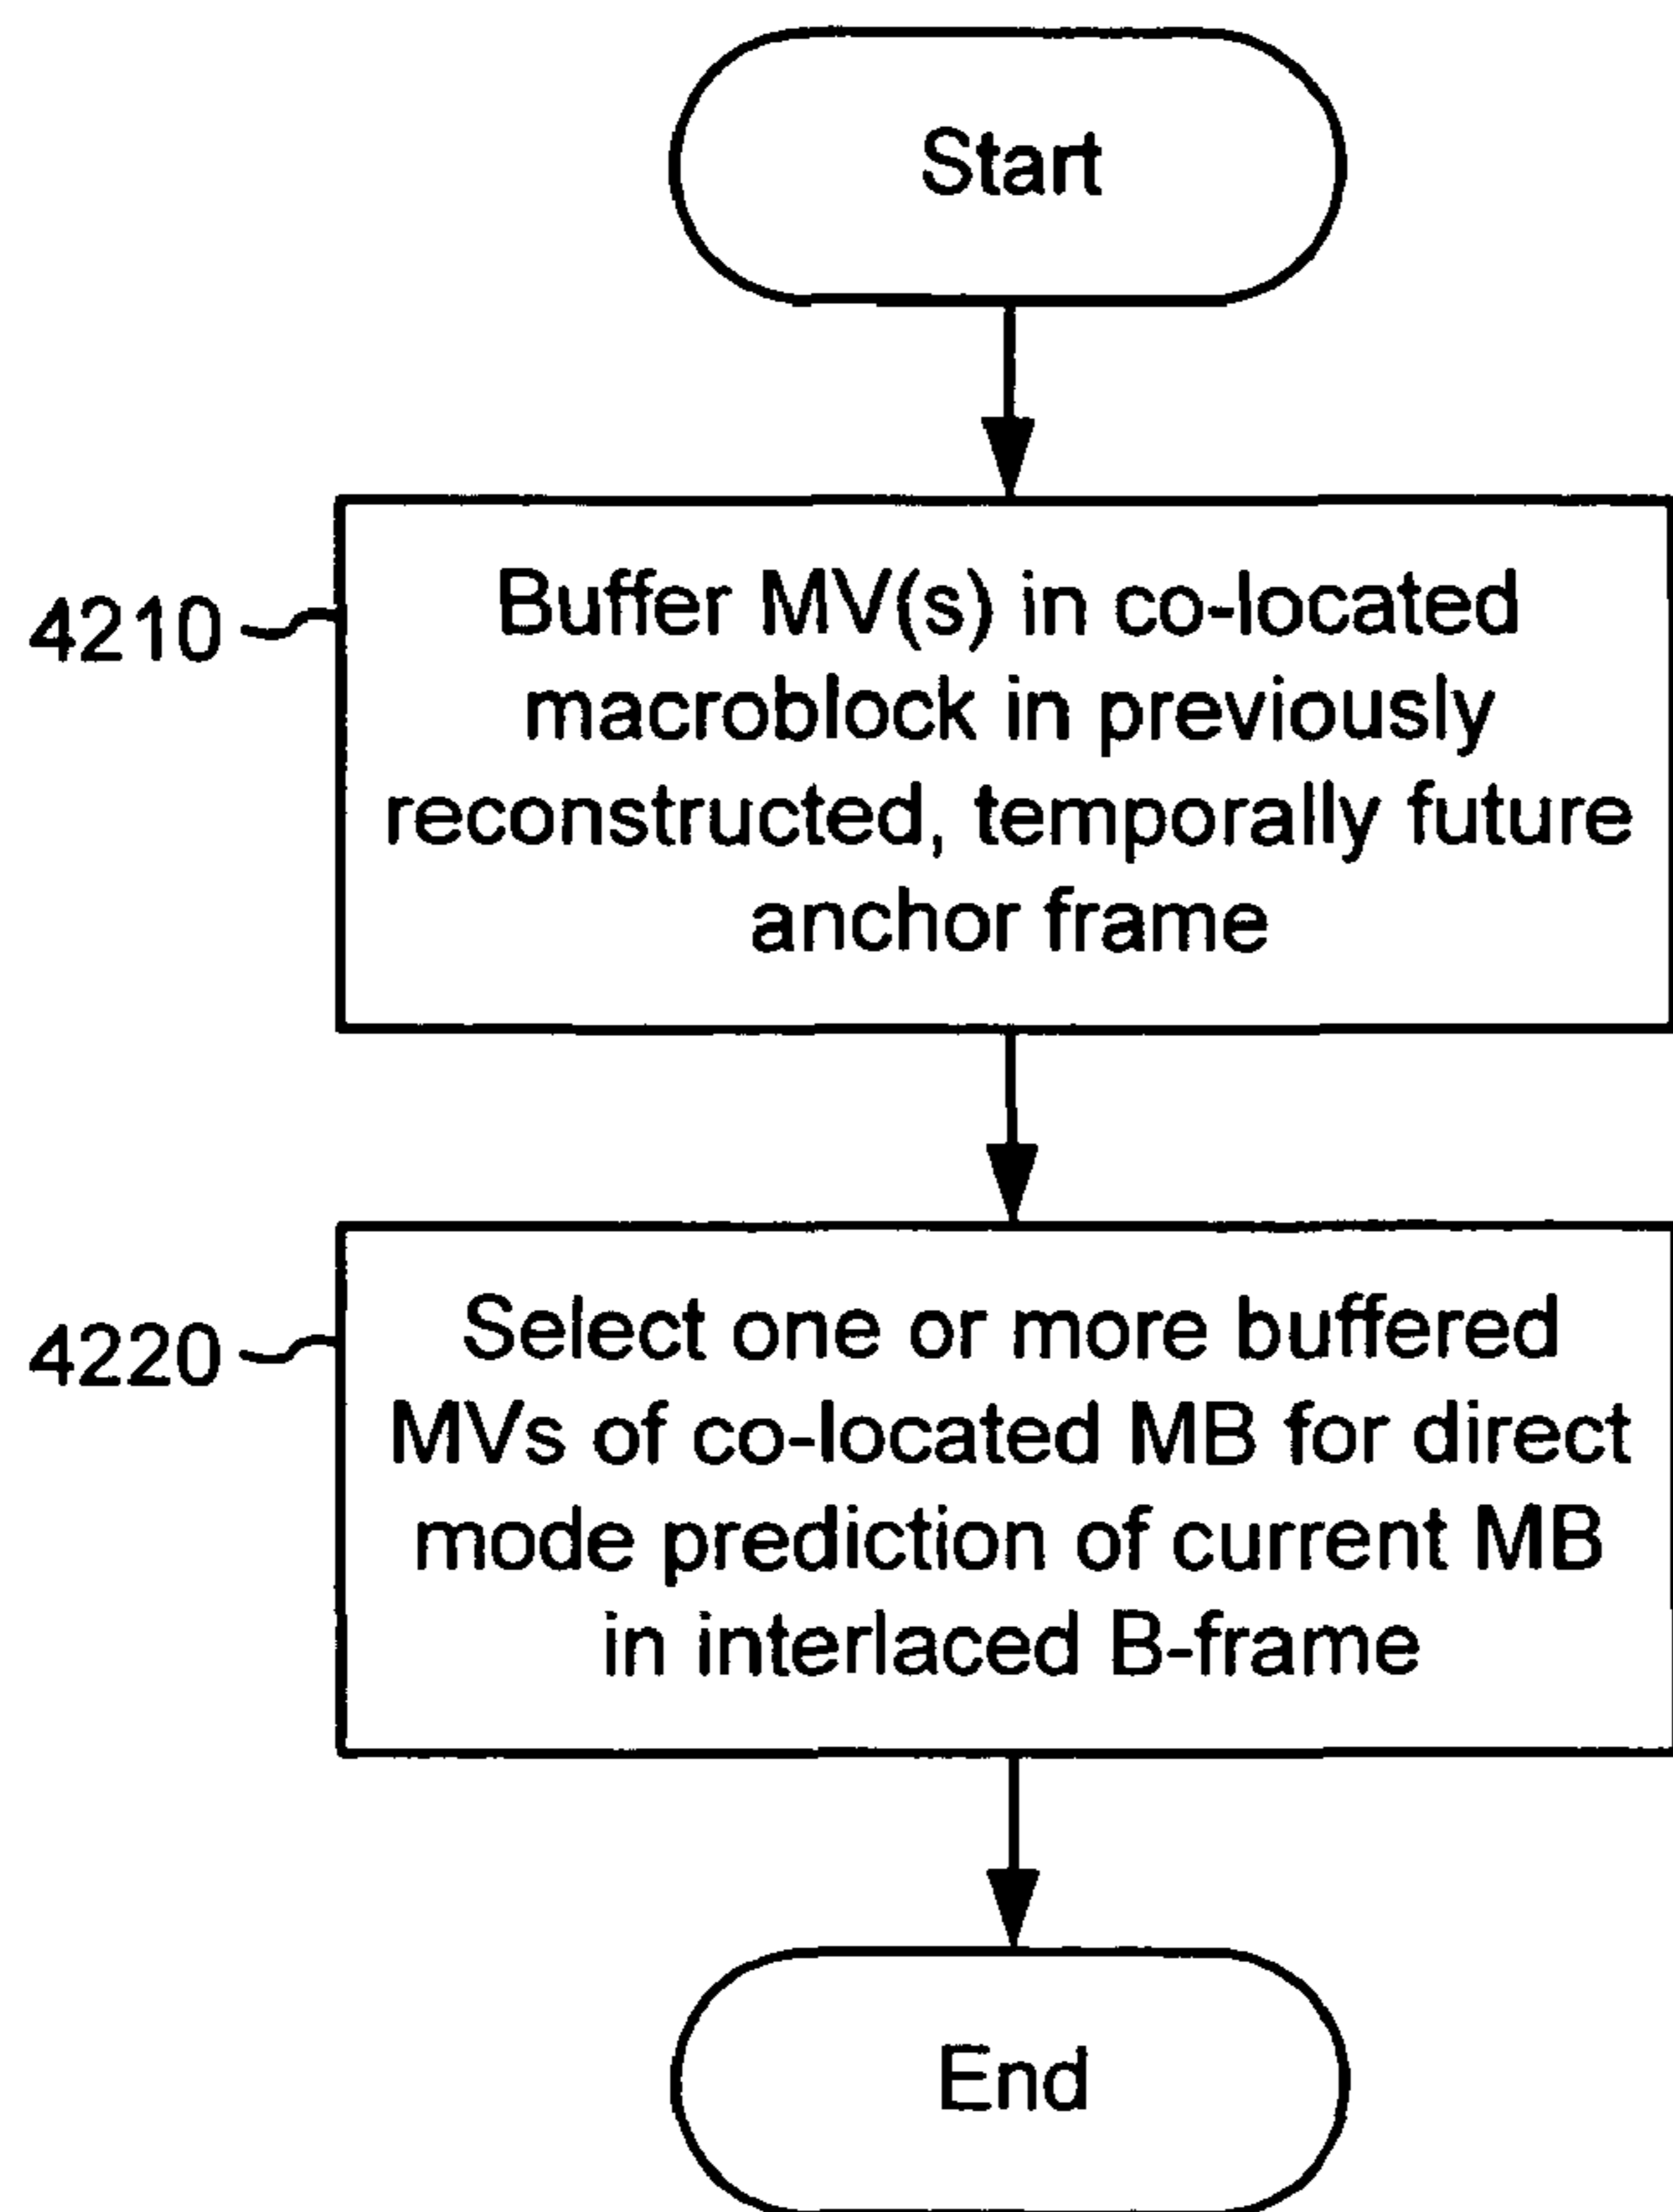 Start
4210
Buffer MV(s) in co-located
macroblock in previously
reconstructed, temporally future
anchor frame
4220
Select one or more buffered
MVs of co-located MB for direct
mode prediction of current MB
in interlaced B-frame
End